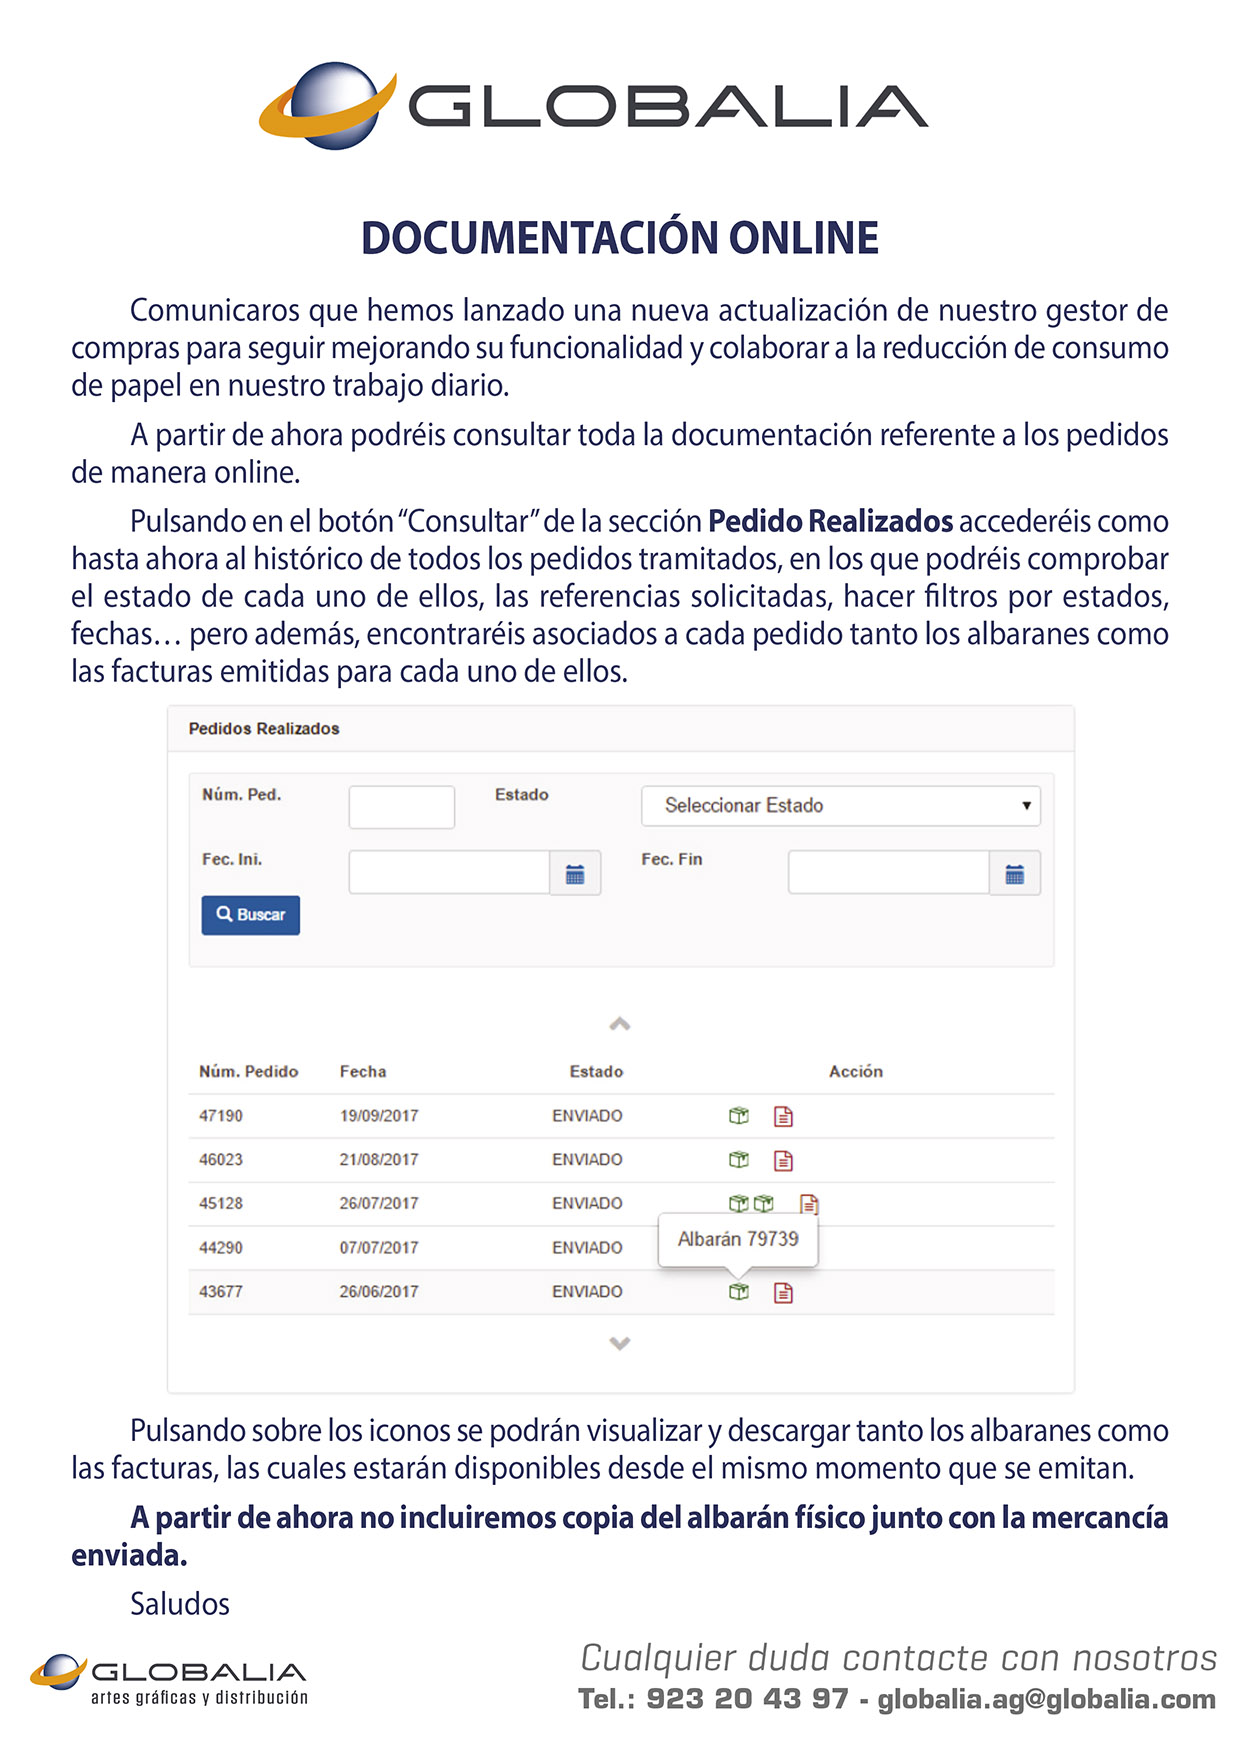 GLOBALIA
DOCUMENTACIÓN ONLINE
Comunicaros que hemos lanzado una nueva actualización de nuestro gestor de
compras para seguir mejorando su funcionalidad y colaborar a la reducción de consumo
de papel en nuestro trabajo diario.
A partir de ahora podréis consultar toda la documentación referente a los pedidos
de manera online.
Pulsando en el botón “Consultar” de la sección Pedido Realizados accederéis como
hasta ahora al histórico de todos los pedidos tramitados, en los que podréis comprobar
el estado de cada uno de ellos, las referencias solicitadas, hacer filtros por estados,
fechas… pero además, encontraréis asociados a cada pedido tanto los albaranes como
las facturas emitidas para cada uno de ellos.
Pedidos Realizados
Núm. Ped. Estado Seleccionar Estado
Fec. Ini. Fec. Fin
Buscar
Núm. Pedido Fecha Estado Acción
47190 19/09/2017 ENVIADO
46023 21/08/2017 ENVIADO
45128 26/07/2017 ENVIADO
Albarán 79739
44290 07/07/2017 ENVIADO
43677 26/06/2017 ENVIADO
Pulsando sobre los iconos se podrán visualizar y descargar tanto los albaranes como
las facturas, las cuales estarán disponibles desde el mismo momento que se emitan.
A partir de ahora no incluiremos copia del albarán físico junto con la mercancía
enviada.
Saludos
GLOBALIA
artes gráficas y distribución
Cualquier duda contacte con nosotros
Tel.: 923 20 43 97 - globalia.ag@globalia.com